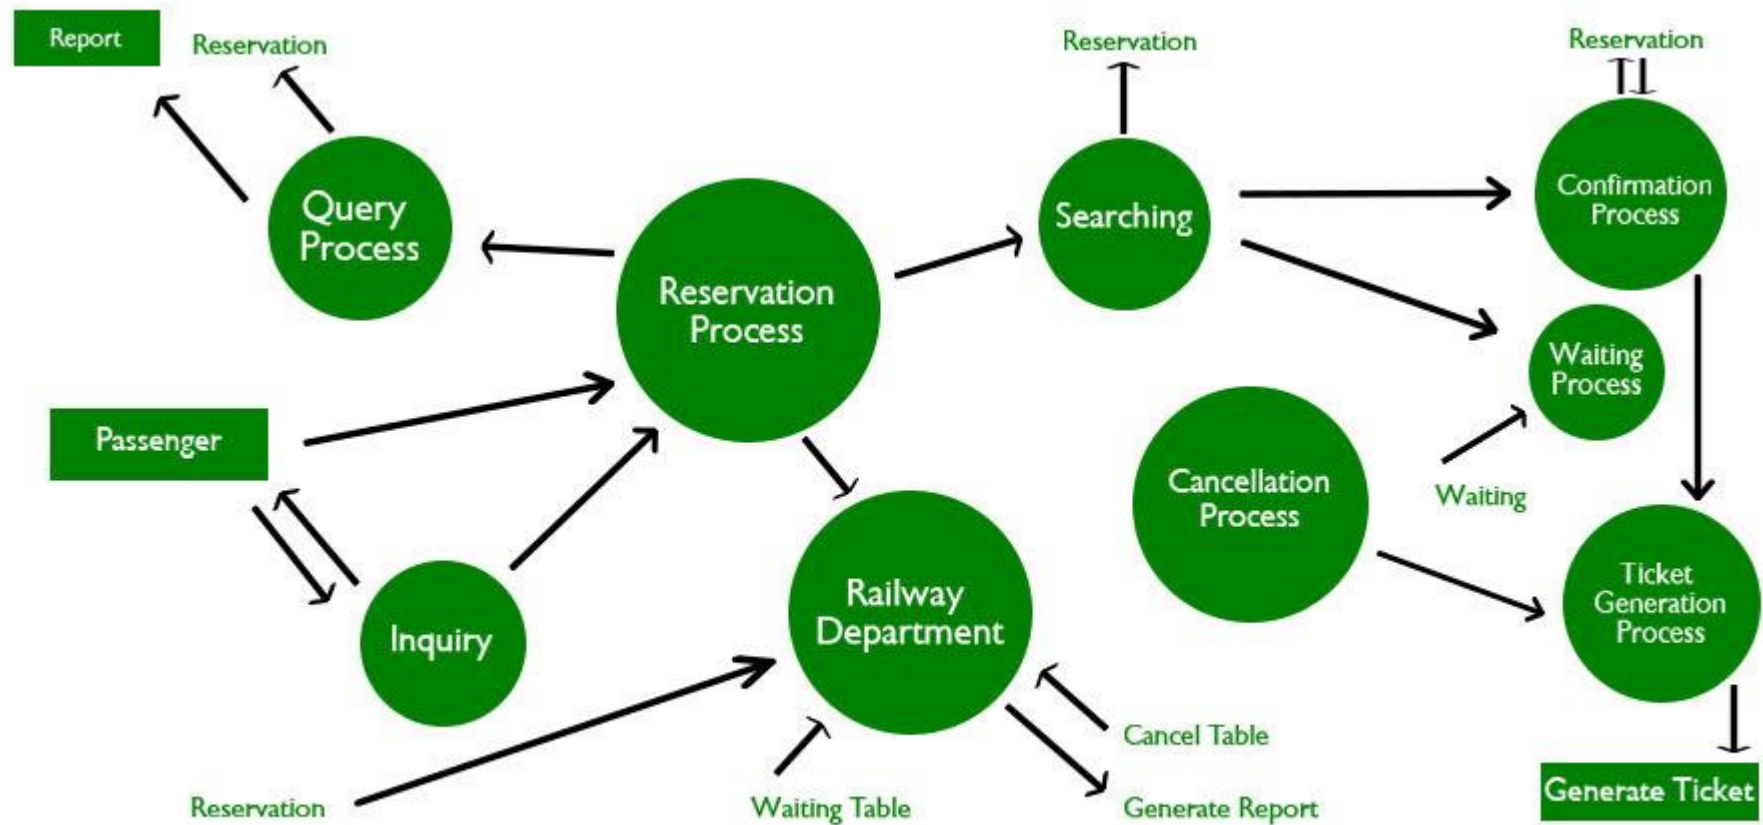 Report
Reservation
Reservation
Reservation
Query
Process
Searching
Confirmation
Process
Reservation
Process
Waiting
Process
Passenger
Cancellation
Process
Waiting
Inquiry
Railway
Department
Ticket
Generation
Process
Cancel Table
Generate Ticket
Reservation
Waiting Table
Generate Report